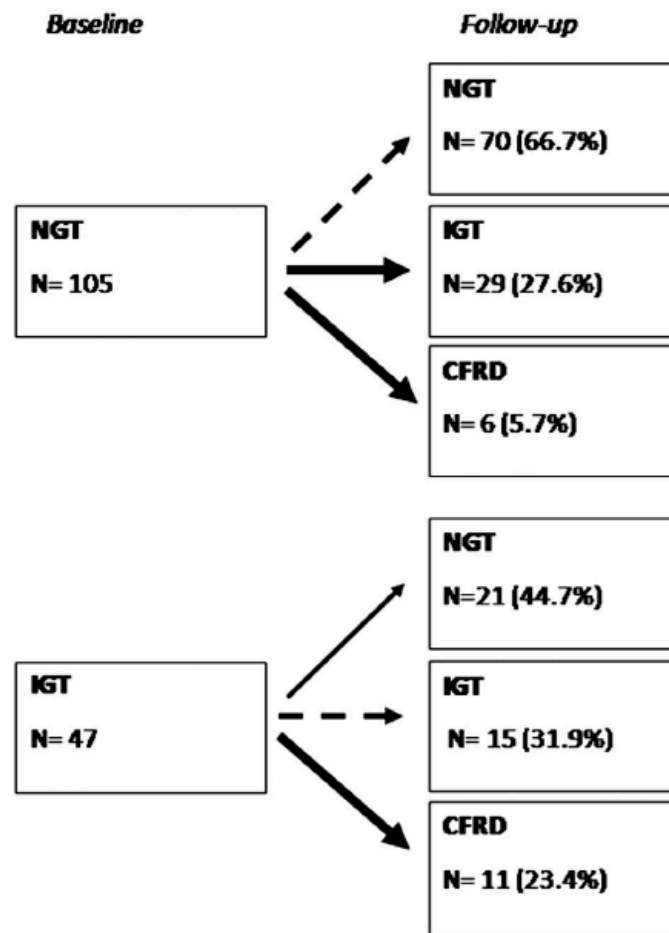 Baseline
Follow-up
NGT
N= 105
NGT
N= 70 (66.7%)
IGT
N=29 (27.6%)
CFRD
N= 6 (5.7%)
IGT
N= 47
NGT
N=21 (44.7%)
IGT
N= 15 (31.9%)
CFRD
N= 11 (23.4%)